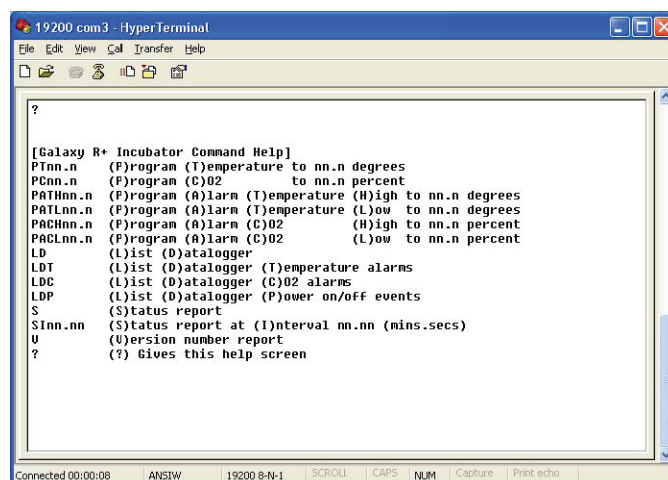 19200 com3 - HyperTerminal
File Edit View Cal Transfer Help
?
[Galaxy R+ Incubator Command Help]
PTnn.n (P)rogram (T)emperature to nn.n degrees
PCnn.n (P)rogram (C)O2 to nn.n percent
PATHnn.n (P)rogram (A)larm (T)emperature (H)igh to nn.n degrees
PATLnn.n (P)rogram (A)larm (T)emperature (L)ow to nn.n degrees
PACHnn.n (P)rogram (A)larm (C)O2 (H)igh to nn.n percent
PACLnn.n (P)rogram (A)larm (C)O2 (L)ow to nn.n percent
LD (L)ist (D)atalogger
LDT (L)ist (D)atalogger (T)emperature alarms
LDC (L)ist (D)atalogger (C)O2 alarms
LDP (L)ist (D)atalogger (P)ower on/off events
S (S)tatus report
SInn.nn (S)tatus report at (I)nterval nn.nn (mins.secs)
V (V)ersion number report
? (?) Gives this help screen
Connected 00:00:08 ANSIW 19200 8-N-1 SCROLL CAPS NUM Capture Print echo